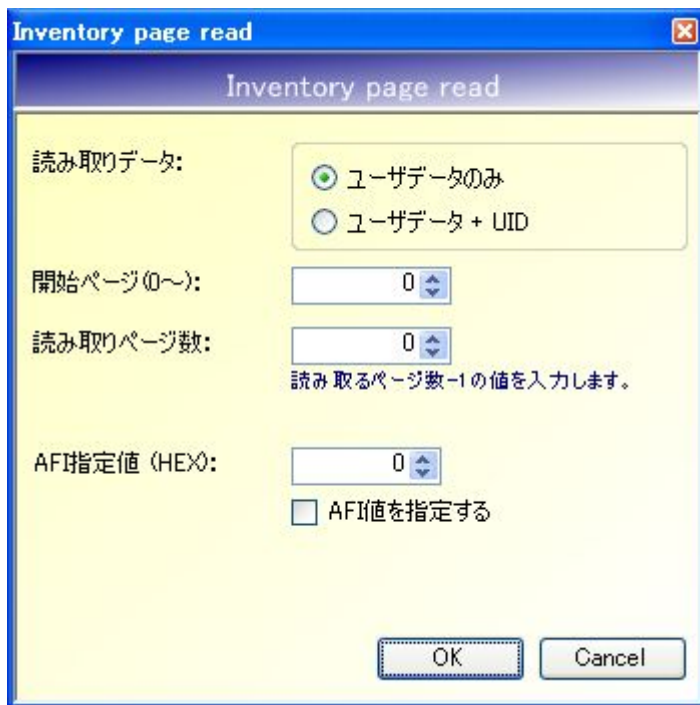 Inventory page read
Inventory page read
読み取りデータ:
ユーザデータのみ
ユーザデータ + UID
開始ページ(0～):
0
読み取りページ数:
0
読み取るページ数-1の値を入力します。
AFI指定値 (HEX):
0
AFI値を指定する
OK
Cancel